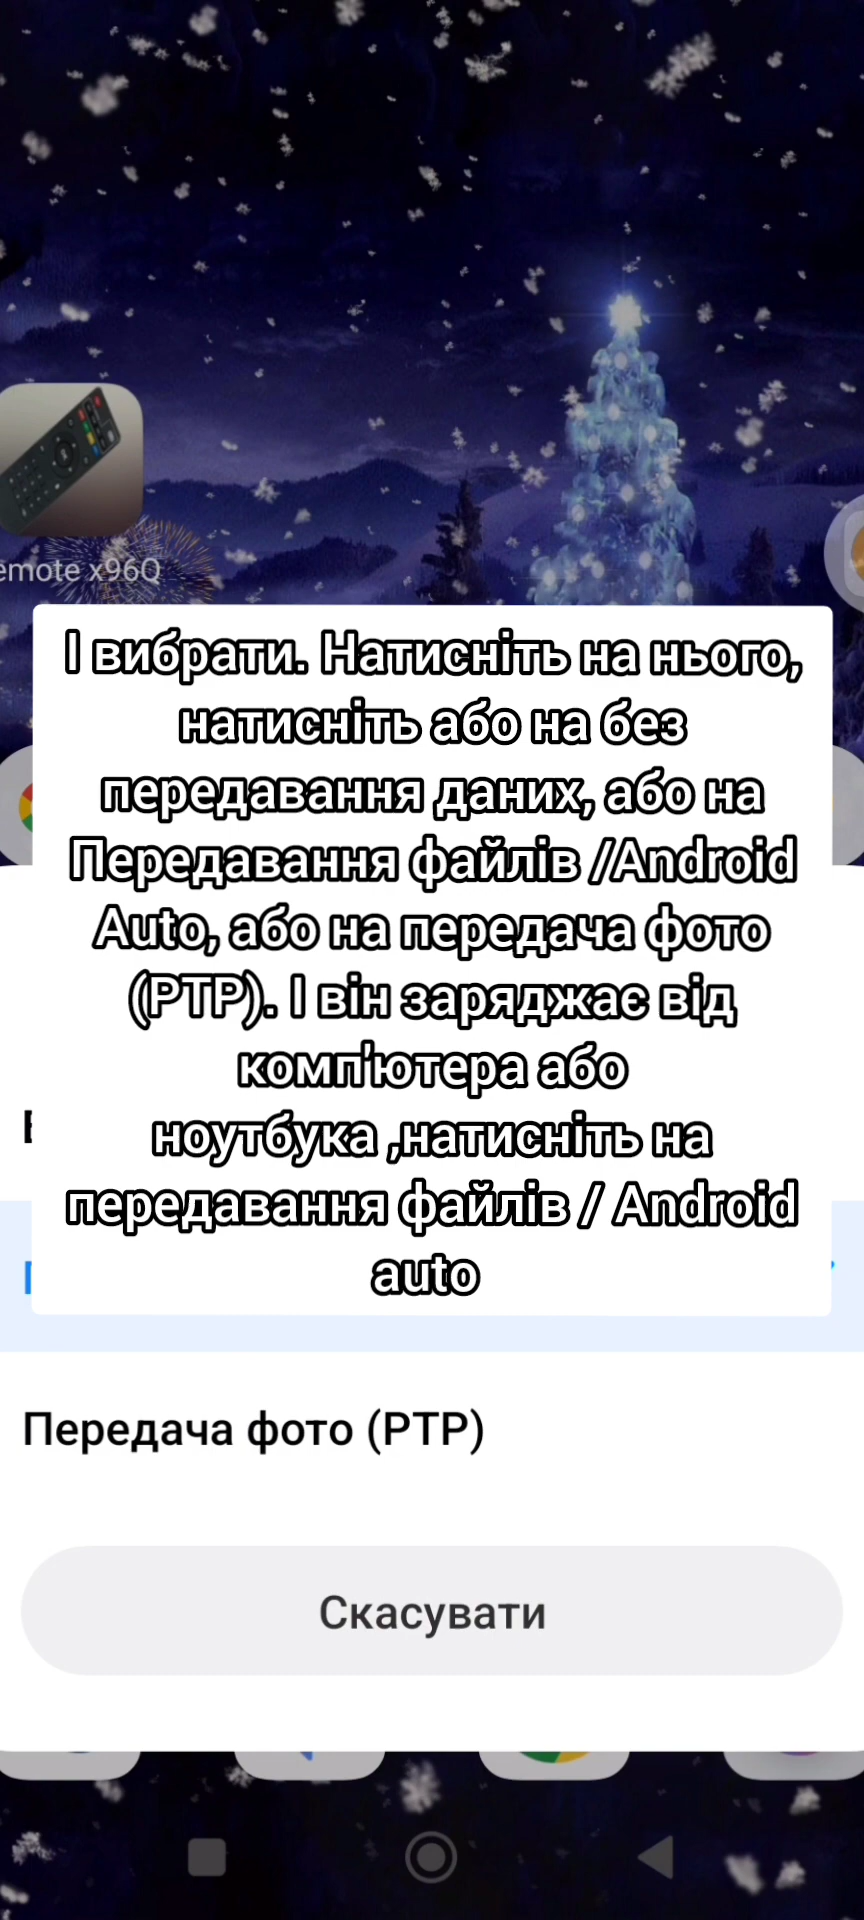 emote x96Q
І вибрати. Натисніть на нього,
натисніть або на без
передавання даних, або на
Передавання файлів /Android
Auto, або на передача фото
(PTP). І він заряджає від
комп'ютера або
ноутбука ,натисніть на
передавання файлів / Android
auto
Передача фото (PTP)
Скасувати